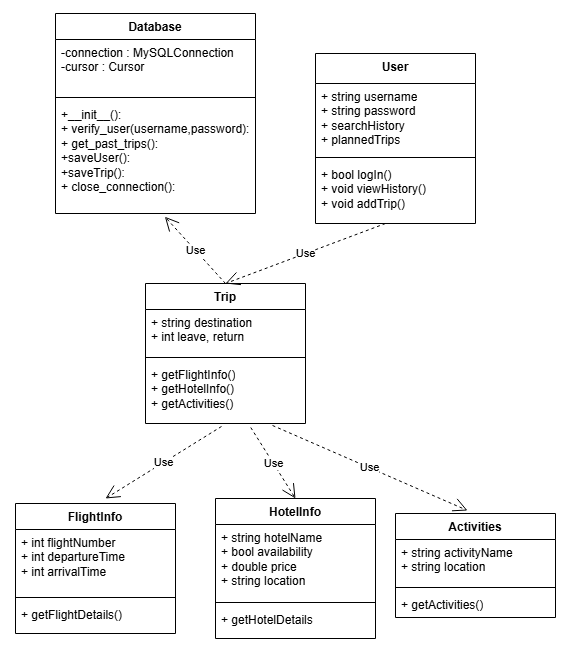 Database
-connection : MySQLConnection
-cursor : Cursor
+__init__():
+ verify_user(username,password):
+ get_past_trips():
+saveUser():
+saveTrip():
+ close_connection():
User
+ string username
+ string password
+ searchHistory
+ plannedTrips
+ bool logIn()
+ void viewHistory()
+ void addTrip()
Use
Use
Trip
+ string destination
+ int leave, return
+ getFlightInfo()
+ getHotelInfo()
+ getActivities()
Use
Use
Use
FlightInfo
+ int flightNumber
+ int departureTime
+ int arrivalTime
+ getFlightDetails()
HotelInfo
+ string hotelName
+ bool availability
+ double price
+ string location
+ getHotelDetails
Activities
+ string activityName
+ string location
+ getActivities()